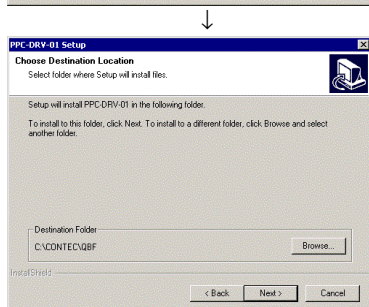 ↓
PPC-DRV-01 Setup
Choose Destination Location
Select folder where Setup will install files.
Setup will install PPC-DRV-01 in the following folder.
To install to this folder, click Next. To install to a different folder, click Browse and select
another folder.
Destination Folder
C:\CONTEC\QBF
Browse...
InstallShield
< Back
Next >
Cancel